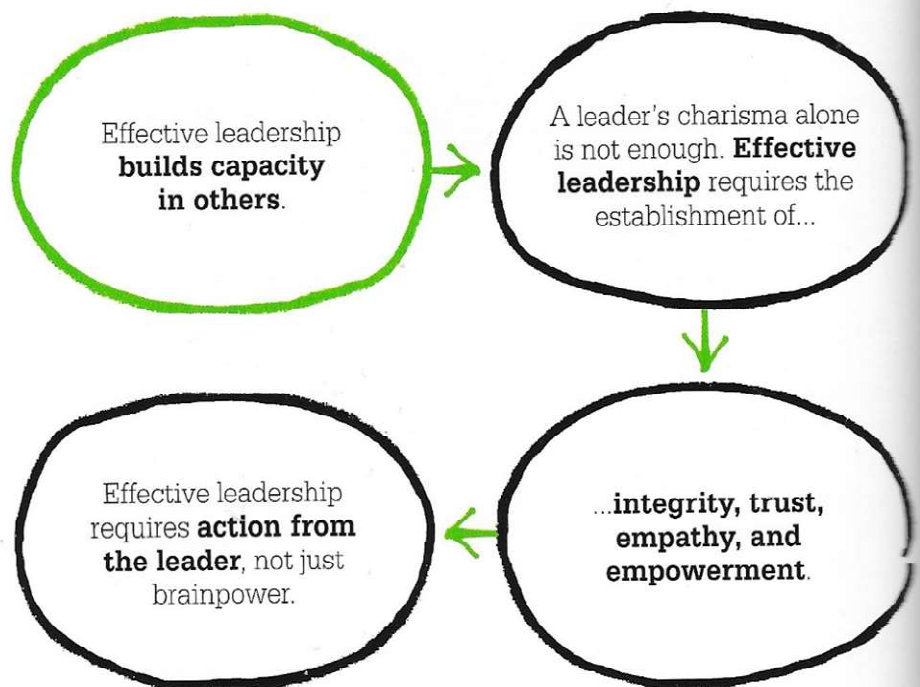 Effective leadership
builds capacity
in others.
A leader's charisma alone
is not enough. Effective
leadership requires the
establishment of...
...integrity, trust,
empathy, and
empowerment.
Effective leadership
requires action from
the leader, not just
brainpower.